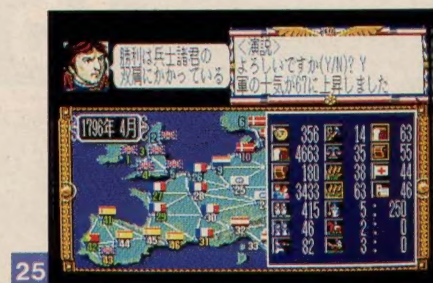 勝利は兵士諸君の
双肩にかかっている
<演説>
よろしいですか(Y/N)? Y
軍の士気が67に上昇しました
1796年 4月
356 14 63
4663 35 55
180 38 44
3433 63 46
415 5: 250
46 2: 0
82 3: 0
25